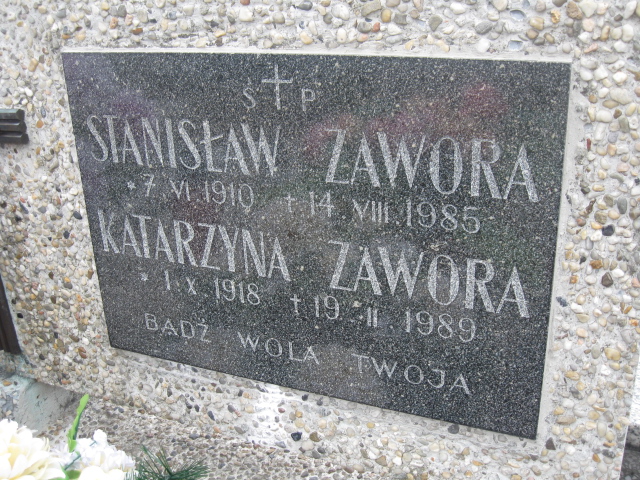 Ś † P
STANISŁAW ZAWORA
* 7 VI 1910 † 14 VIII 1985
KATARZYNA ZAWORA
* 1 X 1918 † 19 II 1989
BĄDŹ WOLA TWOJA